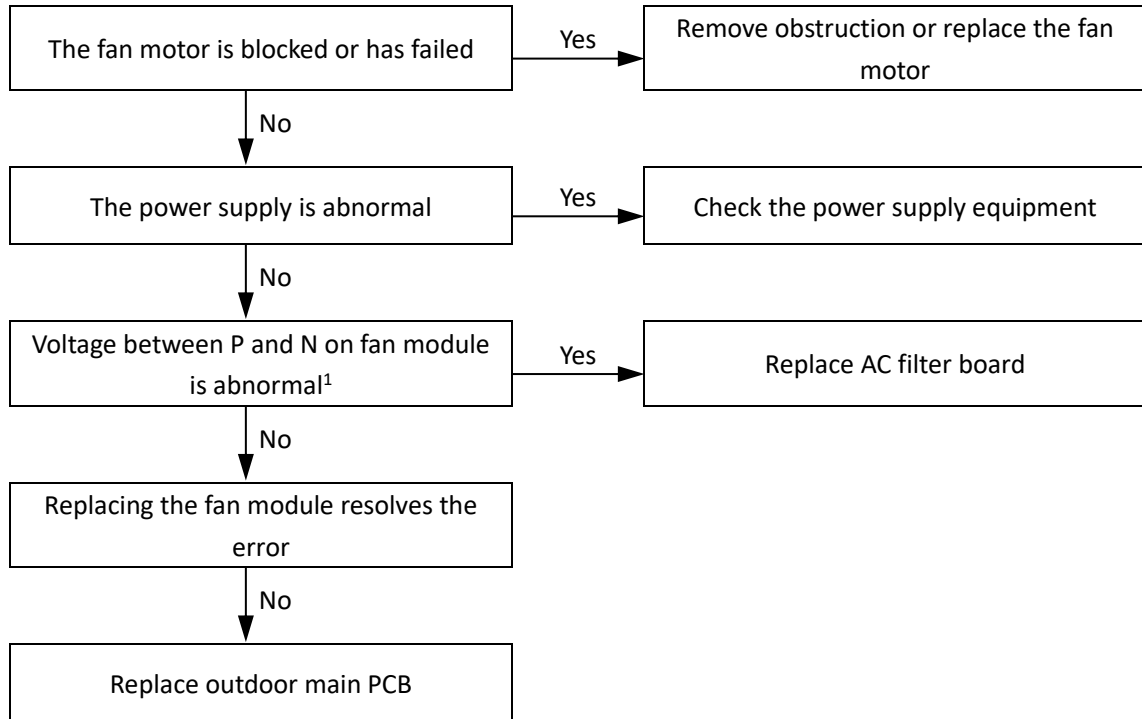 The fan motor is blocked or has failed
Yes
Remove obstruction or replace the fan
motor
No
The power supply is abnormal
Yes
Check the power supply equipment
No
Voltage between P and N on fan module
is abnormal¹
Yes
Replace AC filter board
No
Replacing the fan module resolves the
error
No
Replace outdoor main PCB